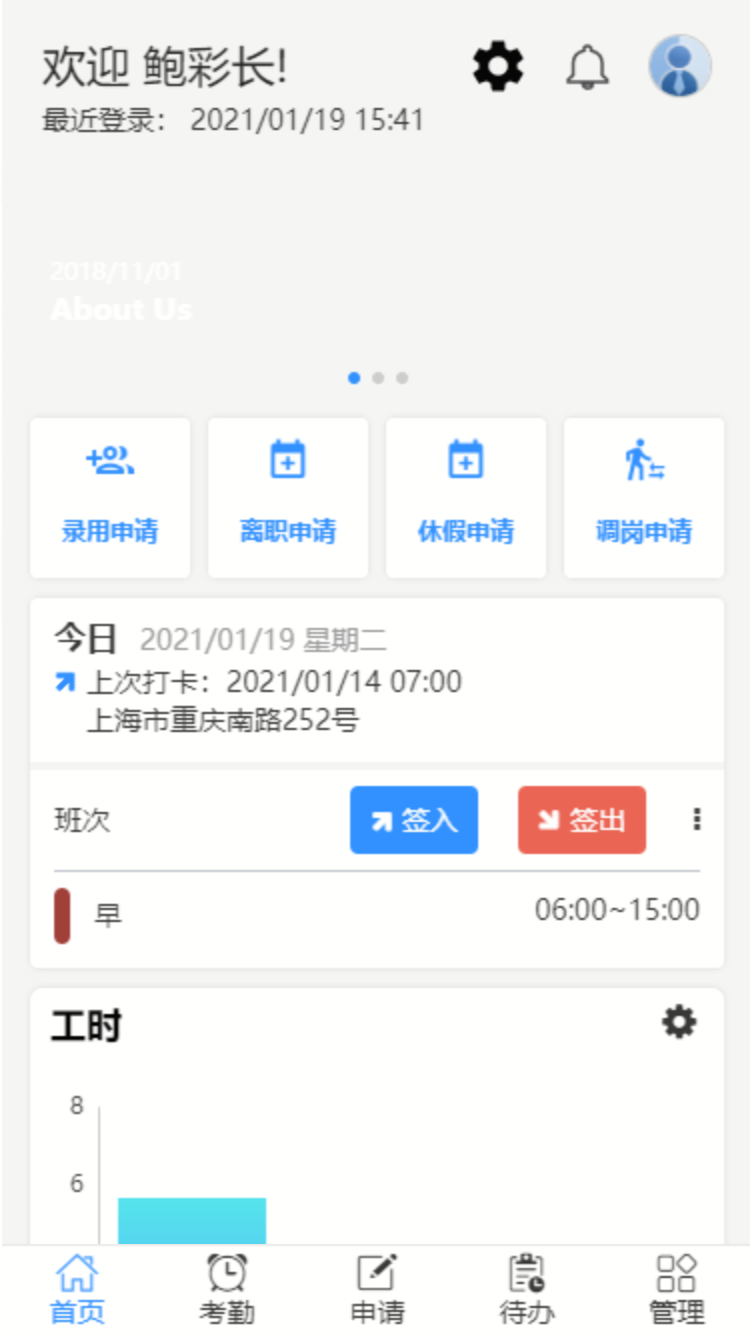 欢迎 鲍彩长!
最近登录： 2021/01/19 15:41
2018/11/01
About Us
录用申请
离职申请
休假申请
调岗申请
今日 2021/01/19 星期二
上次打卡：2021/01/14 07:00
上海市重庆南路252号
班次 签入 签出
早 06:00~15:00
工时
8
6
首页 考勤 申请 待办 管理